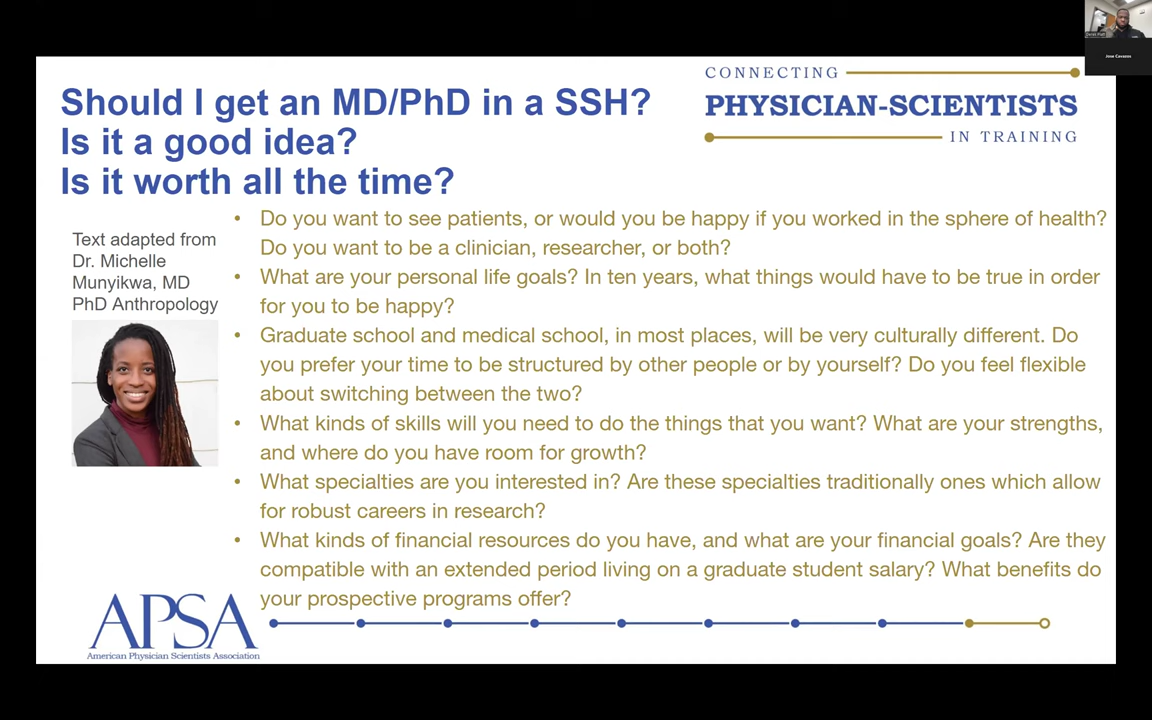 Should I get an MD/PhD in a SSH?
Is it a good idea?
Is it worth all the time?
CONNECTING
PHYSICIAN-SCIENTISTS
IN TRAINING
Text adapted from
Dr. Michelle
Munyikwa, MD
PhD Anthropology
• Do you want to see patients, or would you be happy if you worked in the sphere of health?
Do you want to be a clinician, researcher, or both?
• What are your personal life goals? In ten years, what things would have to be true in order
for you to be happy?
• Graduate school and medical school, in most places, will be very culturally different. Do
you prefer your time to be structured by other people or by yourself? Do you feel flexible
about switching between the two?
• What kinds of skills will you need to do the things that you want? What are your strengths,
and where do you have room for growth?
• What specialties are you interested in? Are these specialties traditionally ones which allow
for robust careers in research?
• What kinds of financial resources do you have, and what are your financial goals? Are they
compatible with an extended period living on a graduate student salary? What benefits do
your prospective programs offer?
APSA
American Physician Scientists Association
Jose Cavazos